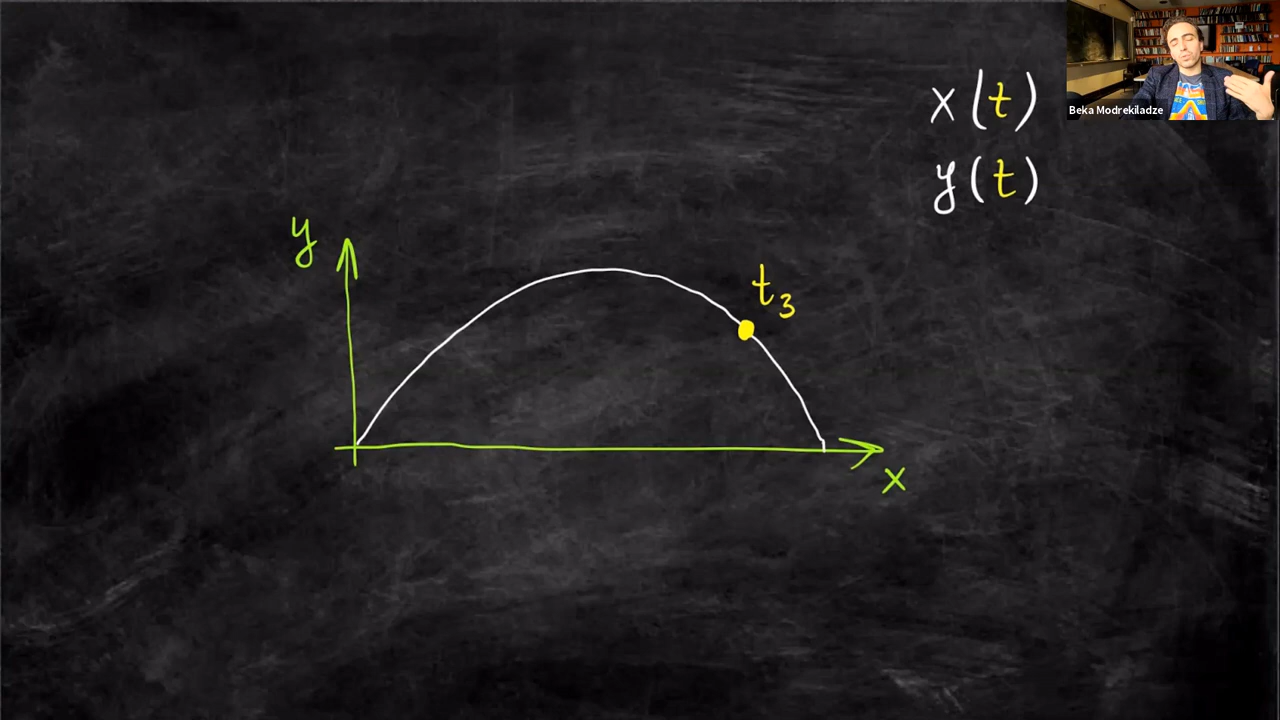 x(t)
Beka Modrekiladze
y(t)
y
t₃
x